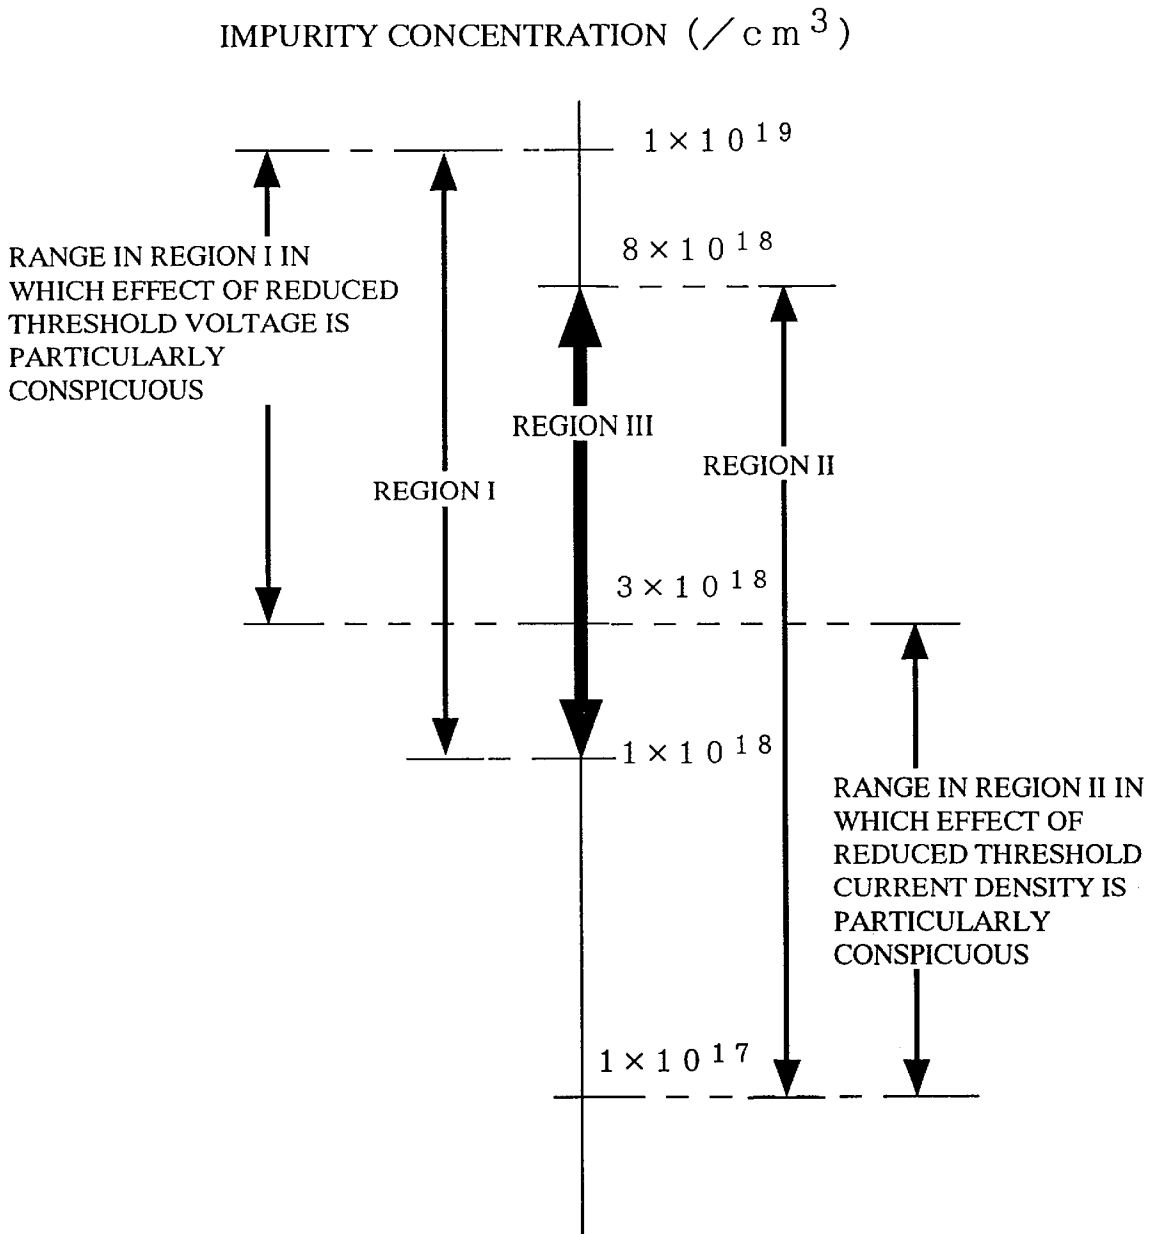 IMPURITY CONCENTRATION (／cm³)
1×10¹⁹
8×10¹⁸
RANGE IN REGION I IN
WHICH EFFECT OF REDUCED
THRESHOLD VOLTAGE IS
PARTICULARLY
CONSPICUOUS
REGION III
REGION II
REGION I
3×10¹⁸
1×10¹⁸
RANGE IN REGION II IN
WHICH EFFECT OF
REDUCED THRESHOLD
CURRENT DENSITY IS
PARTICULARLY
CONSPICUOUS
1×10¹⁷